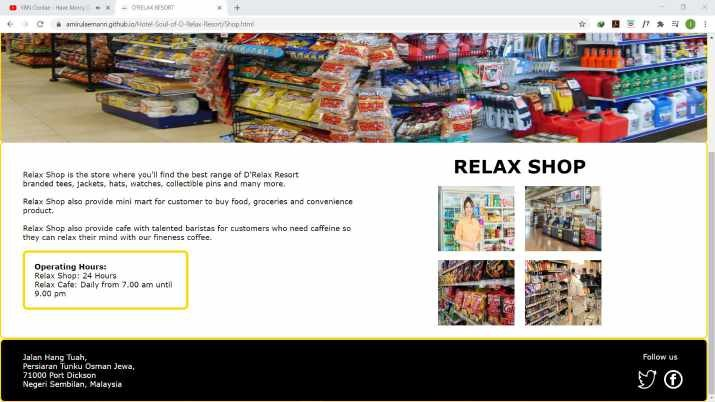 O'RELAX RESORT
amirulaemann.github.io/Hotel-Soul-of-D-Relax-Resort/Shop.html
RELAX SHOP
Relax Shop is the store where you'll find the best range of D'Relax Resort
branded tees, jackets, hats, watches, collectible pins and many more.
Relax Shop also provide mini mart for customer to buy food, groceries and convenience
product.
Relax Shop also provide cafe with talented baristas for customers who need caffeine so
they can relax their mind with our fineness coffee.
Operating Hours:
Relax Shop: 24 Hours
Relax Cafe: Daily from 7.00 am until
9.00 pm
Jalan Hang Tuah,
Persiaran Tunku Osman Jewa,
71000 Port Dickson
Negeri Sembilan, Malaysia
Follow us